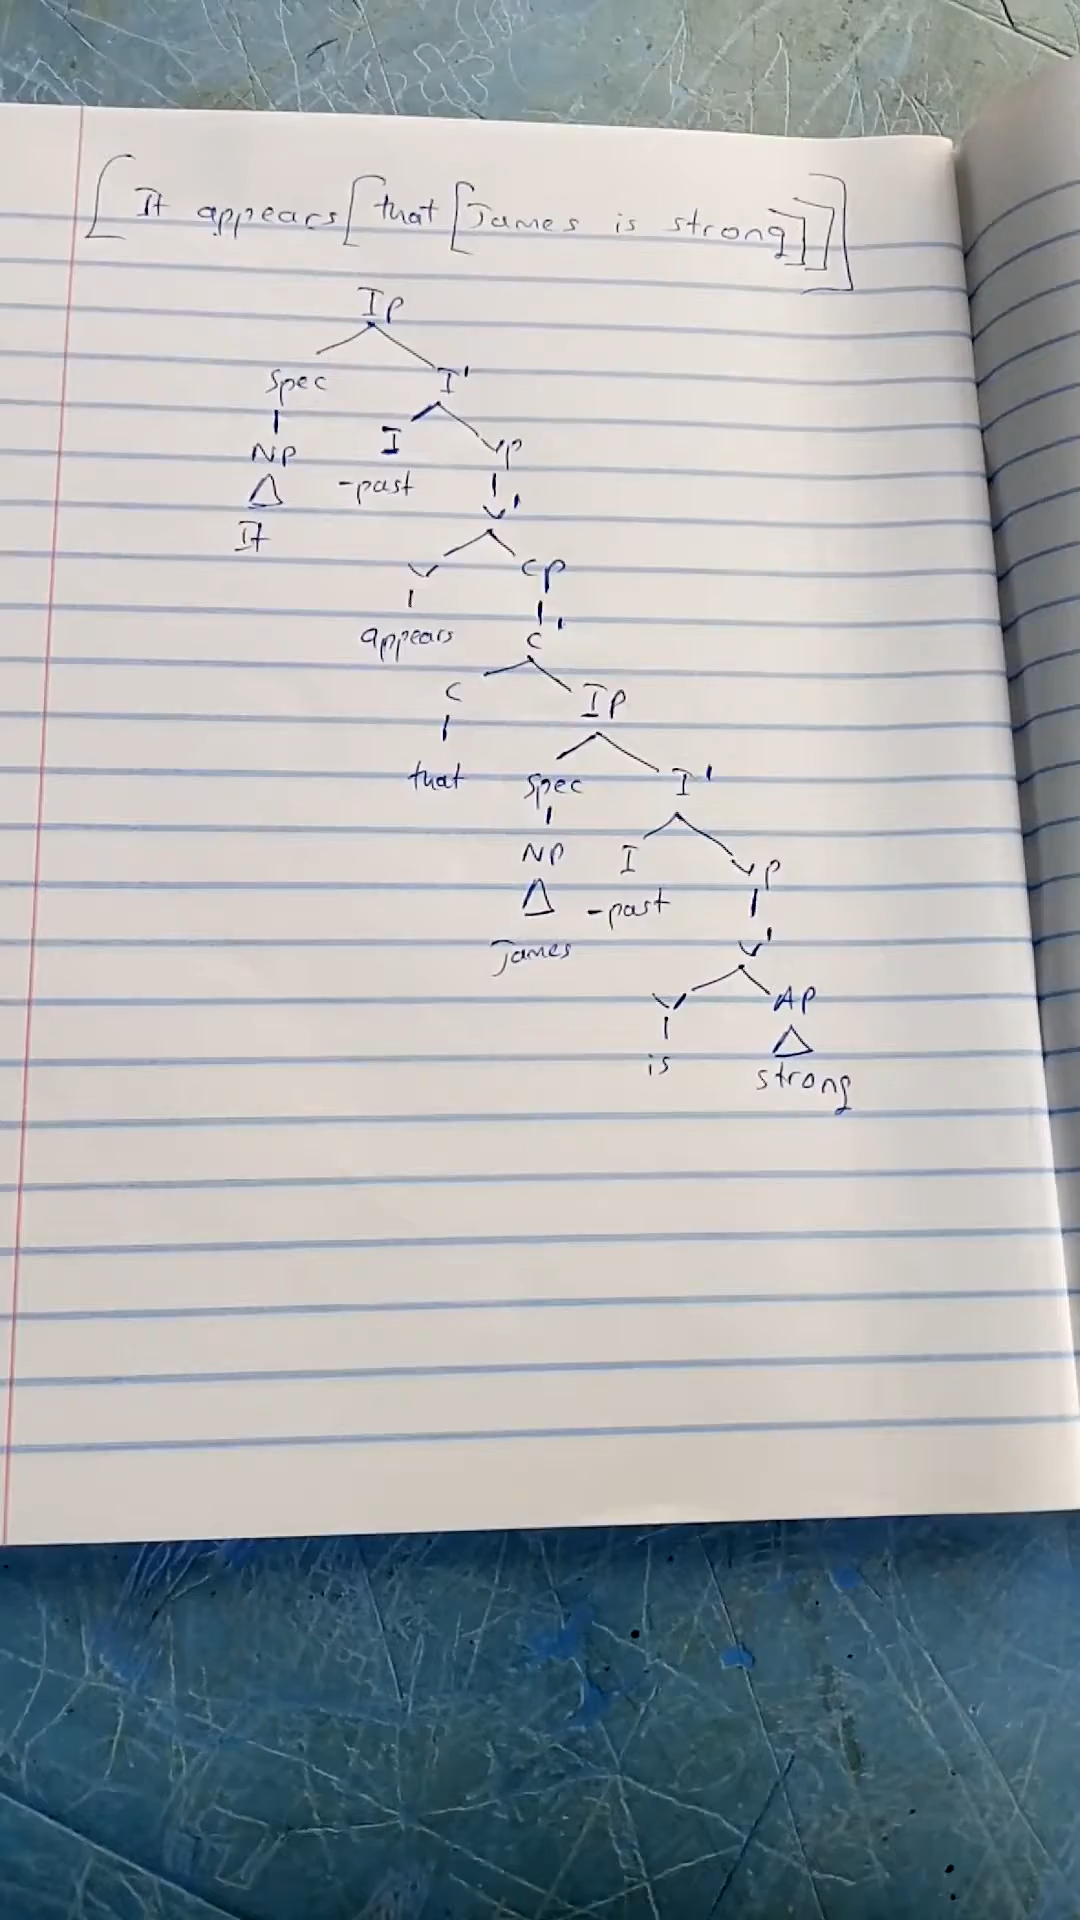 [It appears [that [James is strong]]]
IP
Spec I'
NP I VP
It -past V'
V CP
appears C'
C IP
that Spec I'
NP I VP
James -past V'
V AP
is strong